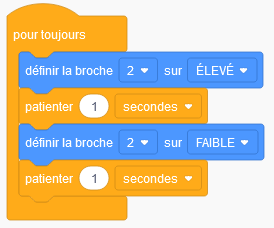 pour toujours
définir la broche 2 sur ÉLEVÉ
patienter 1 secondes
définir la broche 2 sur FAIBLE
patienter 1 secondes